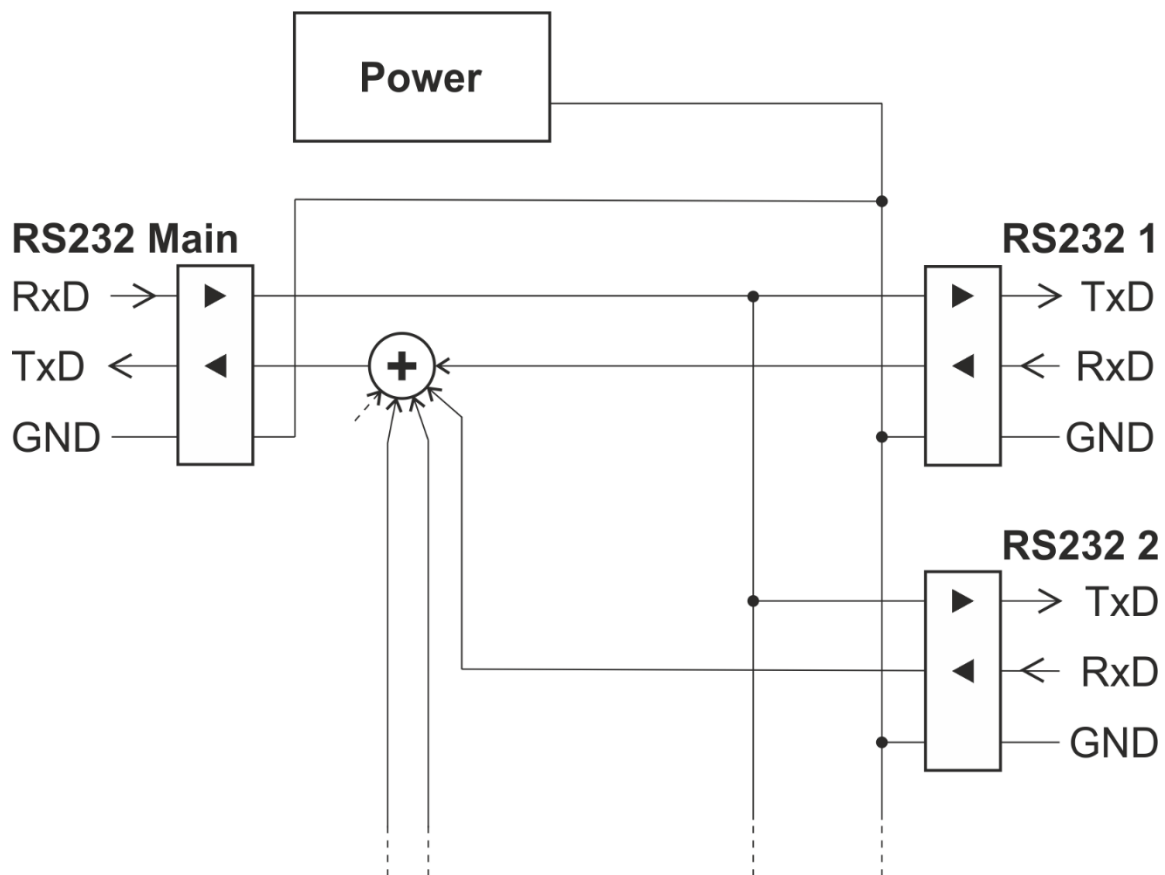 Power
RS232 Main
RxD
TxD
GND
+
RS232 1
TxD
RxD
GND
RS232 2
TxD
RxD
GND